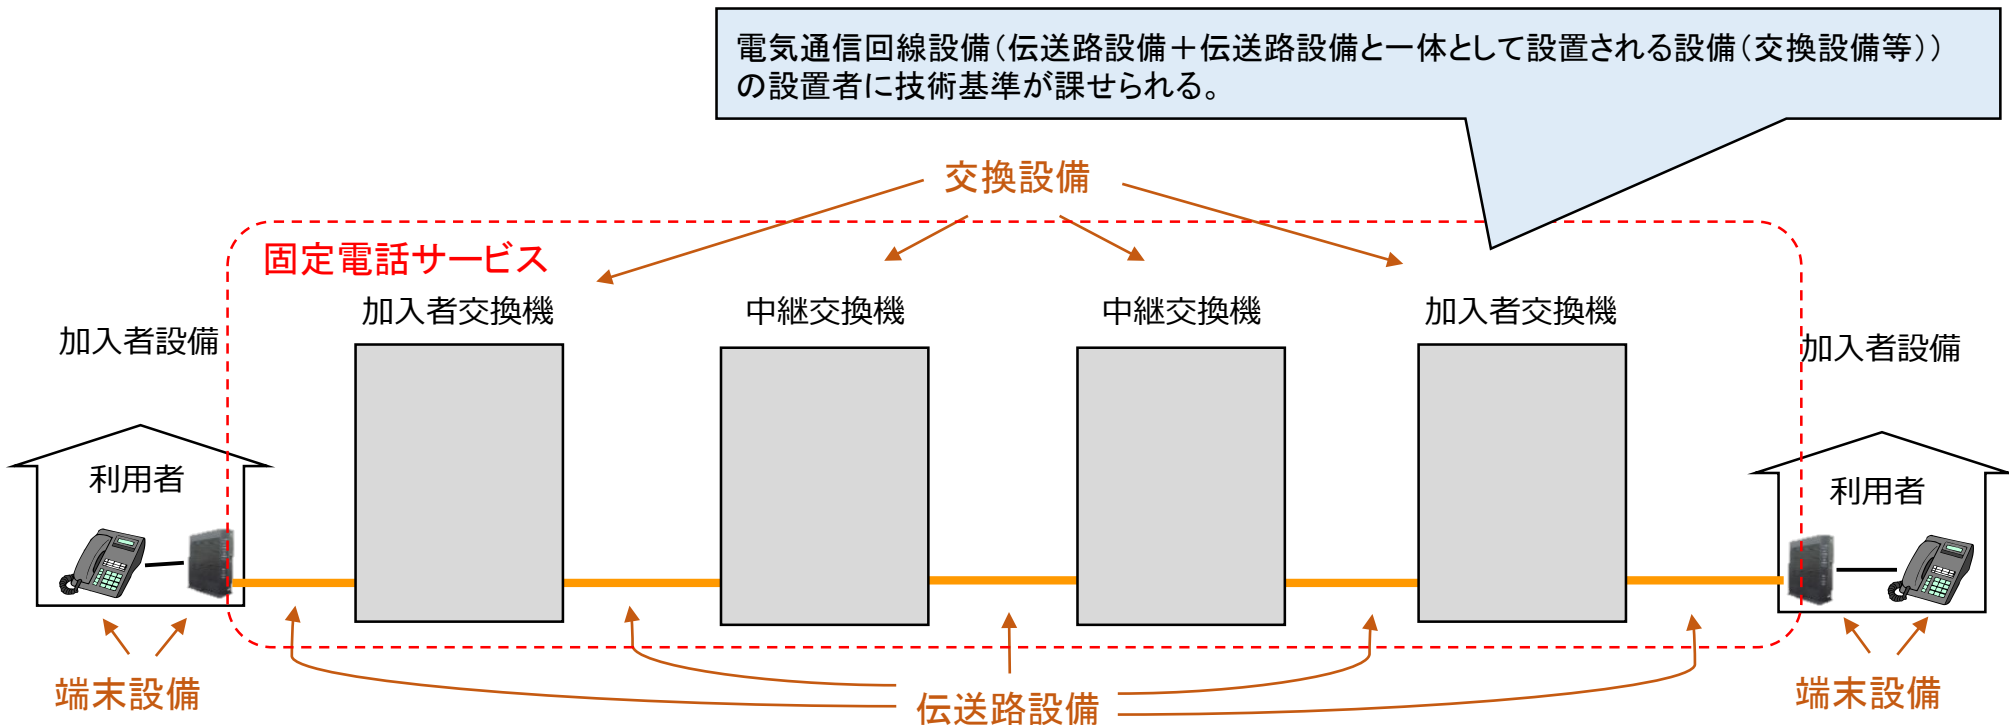 電気通信回線設備(伝送路設備＋伝送路設備と一体として設置される設備(交換設備等))
の設置者に技術基準が課せられる。
交換設備
固定電話サービス
加入者交換機
中継交換機
中継交換機
加入者交換機
加入者設備
加入者設備
利用者
利用者
端末設備
伝送路設備
端末設備